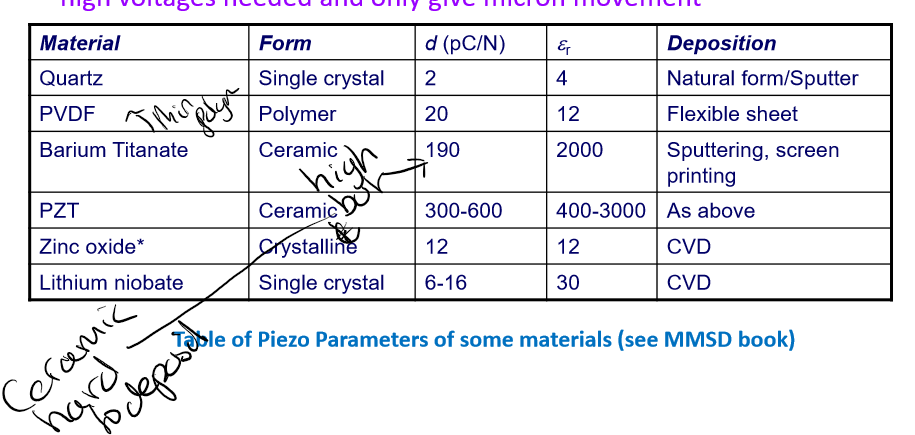 high voltages needed and only give micron movement
Material Form d (pC/N) εr Deposition
Quartz Single crystal 2 4 Natural form/Sputter
PVDF Polymer 20 12 Flexible sheet
Thin
polym
Barium Titanate Ceramic 190 2000 Sputtering, screen
printing
high
but
PZT Ceramic 300-600 400-3000 As above
Zinc oxide* Crystalline 12 12 CVD
Lithium niobate Single crystal 6-16 30 CVD
Table of Piezo Parameters of some materials (see MMSD book)
Ceramic
hard
to deposit